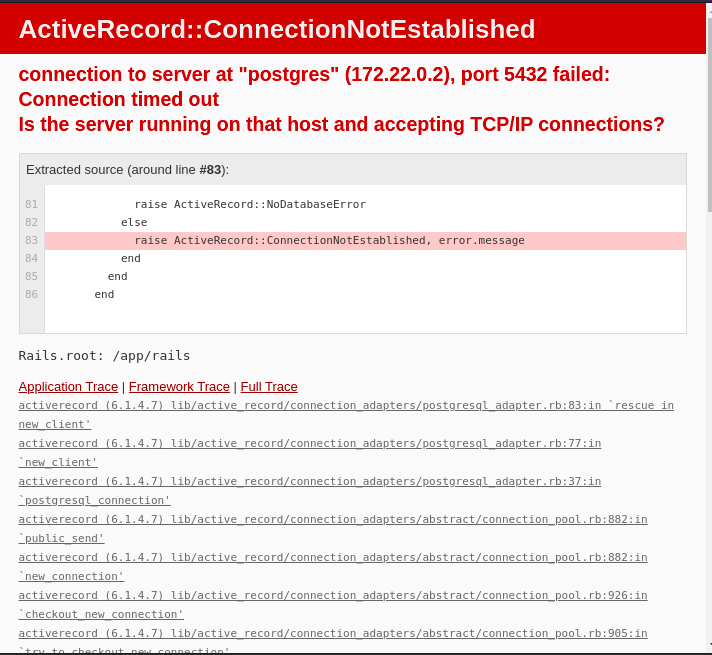 ActiveRecord::ConnectionNotEstablished
connection to server at "postgres" (172.22.0.2), port 5432 failed:
Connection timed out
Is the server running on that host and accepting TCP/IP connections?
Extracted source (around line #83):
81 raise ActiveRecord::NoDatabaseError
82 else
83 raise ActiveRecord::ConnectionNotEstablished, error.message
84 end
85 end
86 end
Rails.root: /app/rails
Application Trace | Framework Trace | Full Trace
activerecord (6.1.4.7) lib/active_record/connection_adapters/postgresql_adapter.rb:83:in `rescue in
new_client'
activerecord (6.1.4.7) lib/active_record/connection_adapters/postgresql_adapter.rb:77:in
`new_client'
activerecord (6.1.4.7) lib/active_record/connection_adapters/postgresql_adapter.rb:37:in
`postgresql_connection'
activerecord (6.1.4.7) lib/active_record/connection_adapters/abstract/connection_pool.rb:882:in
`public_send'
activerecord (6.1.4.7) lib/active_record/connection_adapters/abstract/connection_pool.rb:882:in
`new_connection'
activerecord (6.1.4.7) lib/active_record/connection_adapters/abstract/connection_pool.rb:926:in
`checkout_new_connection'
activerecord (6.1.4.7) lib/active_record/connection_adapters/abstract/connection_pool.rb:905:in
`try_to_checkout_new_connection'